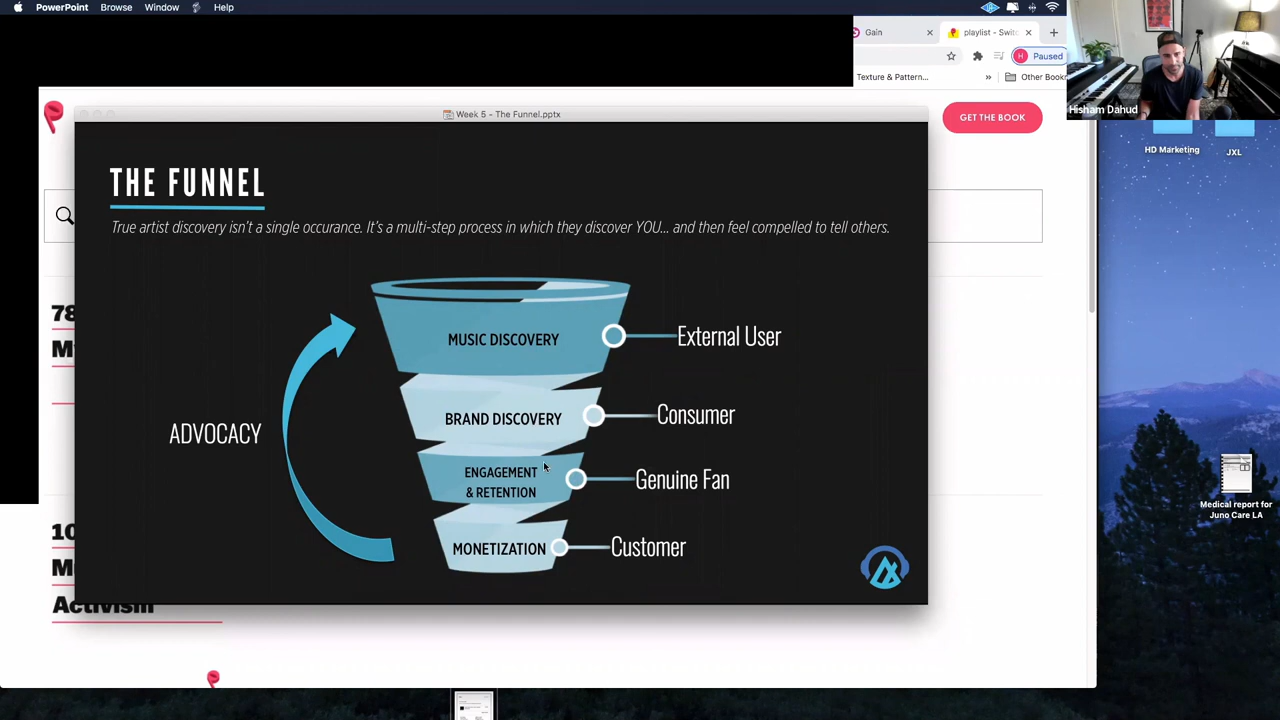 PowerPoint Browse Window Help
Gain
playlist - Swit
H Paused
Texture & Pattern...
»
Other Book
Hisham Dahud
GET THE BOOK
HD Marketing
JXL
Week 5 - The Funnel.pptx
THE FUNNEL
True artist discovery isn't a single occurance. It's a multi-step process in which they discover YOU... and then feel compelled to tell others.
MUSIC DISCOVERY
External User
BRAND DISCOVERY
Consumer
ADVOCACY
ENGAGEMENT
& RETENTION
Genuine Fan
MONETIZATION
Customer
78
M
10
M
Activism
Medical report for
Juno Care LA